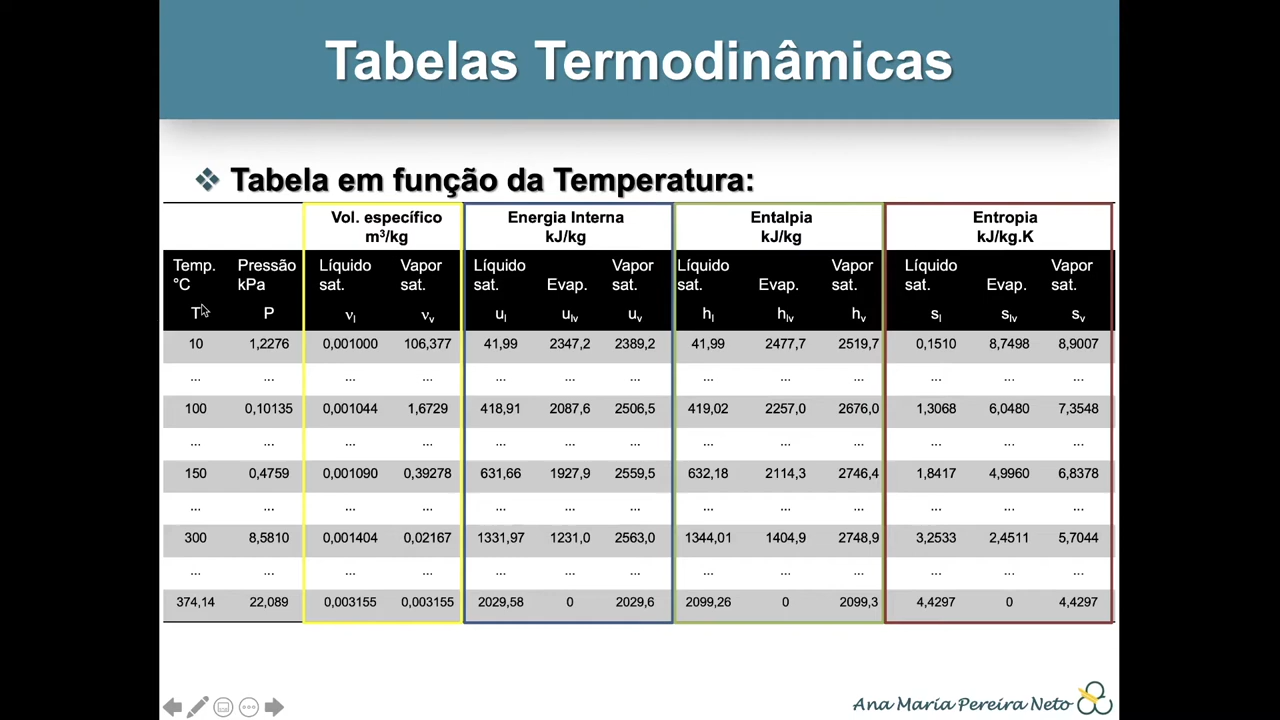 Tabelas Termodinâmicas
Tabela em função da Temperatura:
Vol. específico Energia Interna Entalpia Entropia
m³/kg kJ/kg kJ/kg kJ/kg.K
Temp. Pressão Líquido Vapor Líquido Vapor Líquido Vapor Líquido Vapor
°C kPa sat. sat. sat. Evap. sat. sat. Evap. sat. sat. Evap. sat.
T P νl νv ul ulv uv hl hlv hv sl slv sv
10 1,2276 0,001000 106,377 41,99 2347,2 2389,2 41,99 2477,7 2519,7 0,1510 8,7498 8,9007
... ... ... ... ... ... ... ... ... ... ... ... ...
100 0,10135 0,001044 1,6729 418,91 2087,6 2506,5 419,02 2257,0 2676,0 1,3068 6,0480 7,3548
... ... ... ... ... ... ... ... ... ... ... ... ...
150 0,4759 0,001090 0,39278 631,66 1927,9 2559,5 632,18 2114,3 2746,4 1,8417 4,9960 6,8378
... ... ... ... ... ... ... ... ... ... ... ... ...
300 8,5810 0,001404 0,02167 1331,97 1231,0 2563,0 1344,01 1404,9 2748,9 3,2533 2,4511 5,7044
... ... ... ... ... ... ... ... ... ... ... ... ...
374,14 22,089 0,003155 0,003155 2029,58 0 2029,6 2099,26 0 2099,3 4,4297 0 4,4297
Ana Maria Pereira Neto